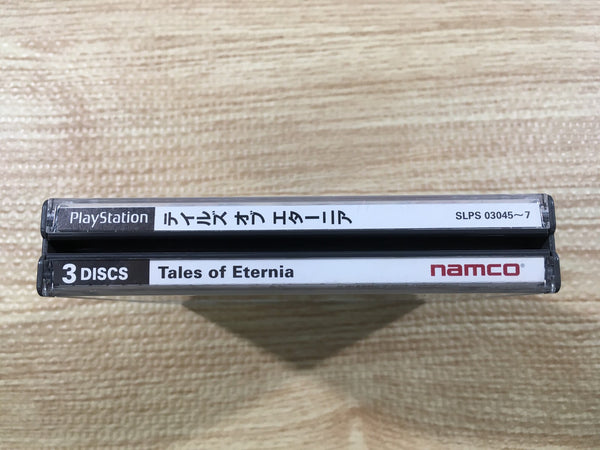 PlayStation テイルズ オブ エターニア SLPS 03045～7
3 DISCS Tales of Eternia namco®